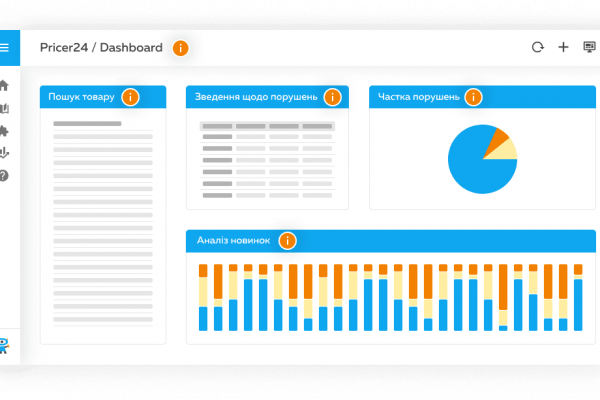 Pricer24 / Dashboard
Пошук товару
Зведення щодо порушень
Частка порушень
Аналіз новинок